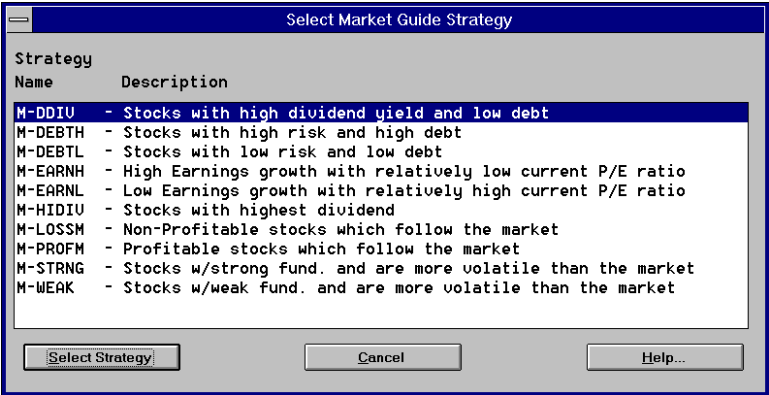 Select Market Guide Strategy
Strategy
Name Description
M-DDIV - Stocks with high dividend yield and low debt
M-DEBTH - Stocks with high risk and high debt
M-DEBTL - Stocks with low risk and low debt
M-EARNH - High Earnings growth with relatively low current P/E ratio
M-EARNL - Low Earnings growth with relatively high current P/E ratio
M-HIDIV - Stocks with highest dividend
M-LOSSM - Non-Profitable stocks which follow the market
M-PROFM - Profitable stocks which follow the market
M-STRNG - Stocks w/strong fund. and are more volatile than the market
M-WEAK - Stocks w/weak fund. and are more volatile than the market
Select Strategy Cancel Help...